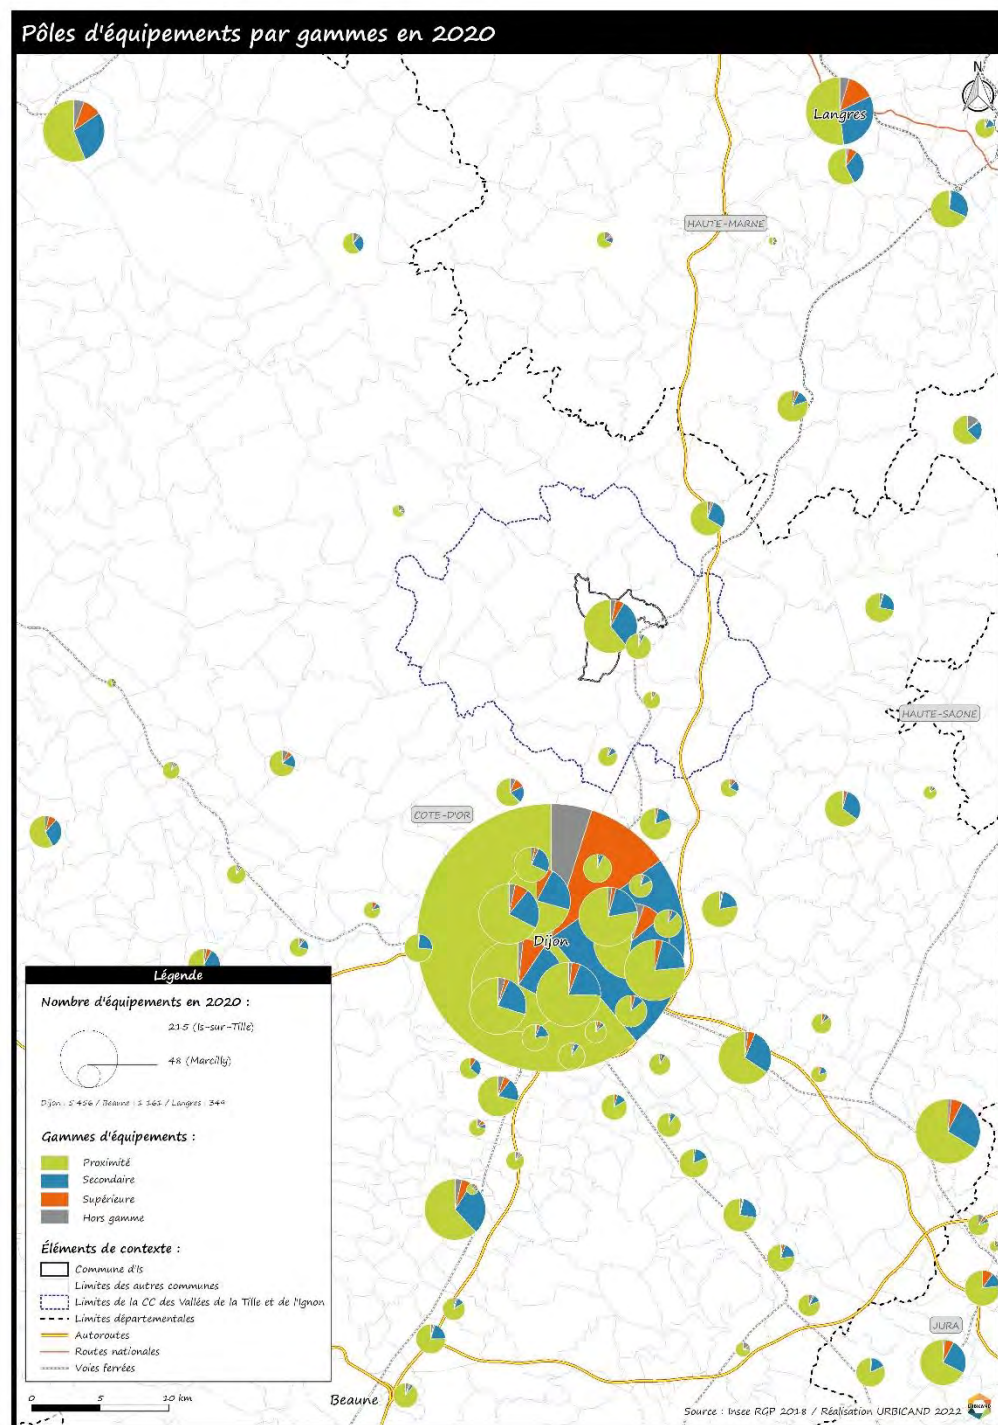 Pôles d'équipements par gammes en 2020
N
Langres
HAUTE-MARNE
HAUTE-SAONE
COTE-D'OR
Dijon
Légende
Nombre d'équipements en 2020 :
215 (Is-sur-Tille)
48 (Marcilly)
Dijon : 5 456 / Beaune : 1 161 / Langres : 349
Gammes d'équipements :
Proximité
Secondaire
Supérieure
Hors gamme
Éléments de contexte :
Commune d'Is
Limites des autres communes
Limites de la CC des Vallées de la Tille et de l'Ignon
Limites départementales
Autoroutes
Routes nationales
Voies ferrées
JURA
0 5 10 km
Beaune
Source : Insee RGP 2018 / Réalisation URBICAND 2022
URBICAND